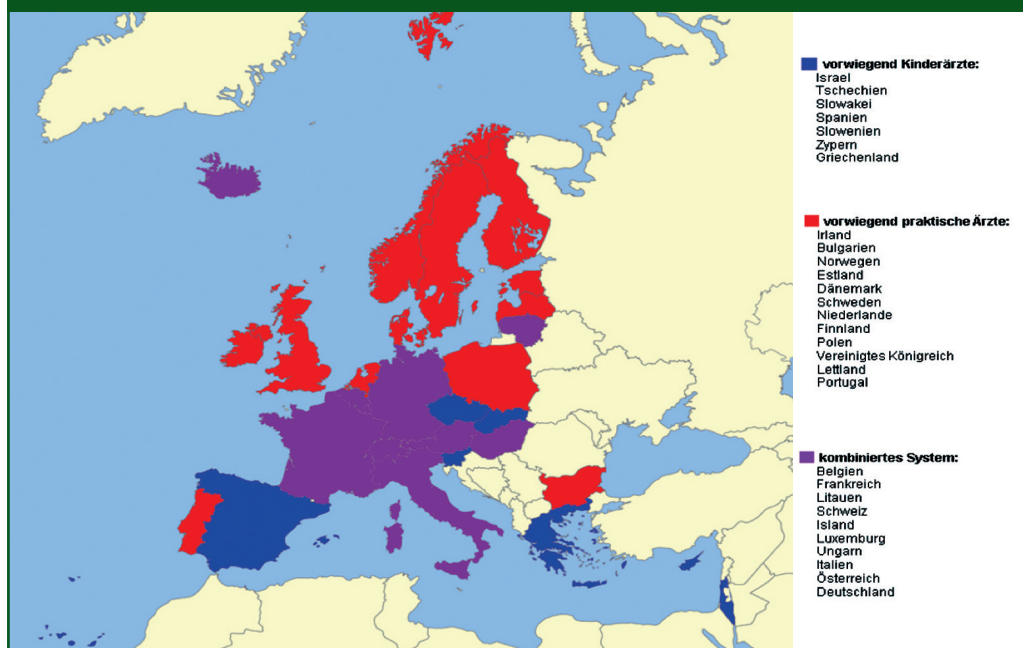 vorwiegend Kinderärzte:
Israel
Tschechien
Slowakei
Spanien
Slowenien
Zypern
Griechenland
vorwiegend praktische Ärzte:
Irland
Bulgarien
Norwegen
Estland
Dänemark
Schweden
Niederlande
Finnland
Polen
Vereinigtes Königreich
Lettland
Portugal
kombiniertes System:
Belgien
Frankreich
Litauen
Schweiz
Island
Luxemburg
Ungarn
Italien
Österreich
Deutschland